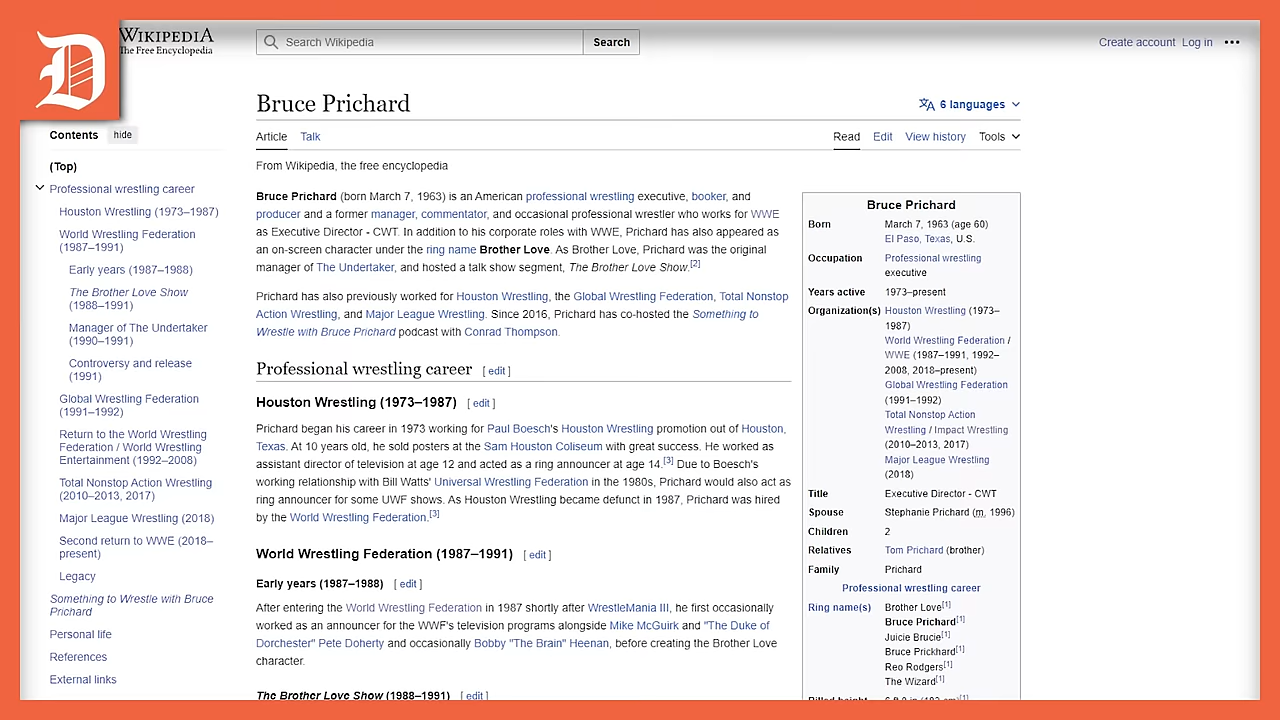 D
WIKIPEDIA
The Free Encyclopedia
Search Wikipedia
Search
Create account Log in
Contents hide
(Top)
Professional wrestling career
Houston Wrestling (1973–1987)
World Wrestling Federation
(1987–1991)
Early years (1987–1988)
The Brother Love Show
(1988–1991)
Manager of The Undertaker
(1990–1991)
Controversy and release
(1991)
Global Wrestling Federation
(1991–1992)
Return to the World Wrestling
Federation / World Wrestling
Entertainment (1992–2008)
Total Nonstop Action Wrestling
(2010–2013, 2017)
Major League Wrestling (2018)
Second return to WWE (2018–
present)
Legacy
Something to Wrestle with Bruce
Prichard
Personal life
References
External links
Bruce Prichard
6 languages
Article Talk
Read Edit View history Tools
From Wikipedia, the free encyclopedia
Bruce Prichard (born March 7, 1963) is an American professional wrestling executive, booker, and
producer and a former manager, commentator, and occasional professional wrestler who works for WWE
as Executive Director - CWT. In addition to his corporate roles with WWE, Prichard has also appeared as
an on-screen character under the ring name Brother Love. As Brother Love, Prichard was the original
manager of The Undertaker, and hosted a talk show segment, The Brother Love Show.[2]
Prichard has also previously worked for Houston Wrestling, the Global Wrestling Federation, Total Nonstop
Action Wrestling, and Major League Wrestling. Since 2016, Prichard has co-hosted the Something to
Wrestle with Bruce Prichard podcast with Conrad Thompson.
Professional wrestling career [ edit ]
Houston Wrestling (1973–1987) [ edit ]
Prichard began his career in 1973 working for Paul Boesch's Houston Wrestling promotion out of Houston,
Texas. At 10 years old, he sold posters at the Sam Houston Coliseum with great success. He worked as
assistant director of television at age 12 and acted as a ring announcer at age 14.[3] Due to Boesch's
working relationship with Bill Watts' Universal Wrestling Federation in the 1980s, Prichard would also act as
ring announcer for some UWF shows. As Houston Wrestling became defunct in 1987, Prichard was hired
by the World Wrestling Federation.[3]
World Wrestling Federation (1987–1991) [ edit ]
Early years (1987–1988) [ edit ]
After entering the World Wrestling Federation in 1987 shortly after WrestleMania III, he first occasionally
worked as an announcer for the WWF's television programs alongside Mike McGuirk and "The Duke of
Dorchester" Pete Doherty and occasionally Bobby "The Brain" Heenan, before creating the Brother Love
character.
The Brother Love Show (1988–1991) [ edit ]
Bruce Prichard
Born March 7, 1963 (age 60)
El Paso, Texas, U.S.
Occupation Professional wrestling
executive
Years active 1973–present
Organization(s) Houston Wrestling (1973–
1987)
World Wrestling Federation /
WWE (1987–1991, 1992–
2008, 2018–present)
Global Wrestling Federation
(1991–1992)
Total Nonstop Action
Wrestling / Impact Wrestling
(2010–2013, 2017)
Major League Wrestling
(2018)
Title Executive Director - CWT
Spouse Stephanie Prichard (m. 1996)
Children 2
Relatives Tom Prichard (brother)
Family Prichard
Professional wrestling career
Ring name(s) Brother Love[1]
Bruce Prichard[1]
Juicie Brucie[1]
Bruce Prickhard[1]
Reo Rodgers[1]
The Wizard[1]